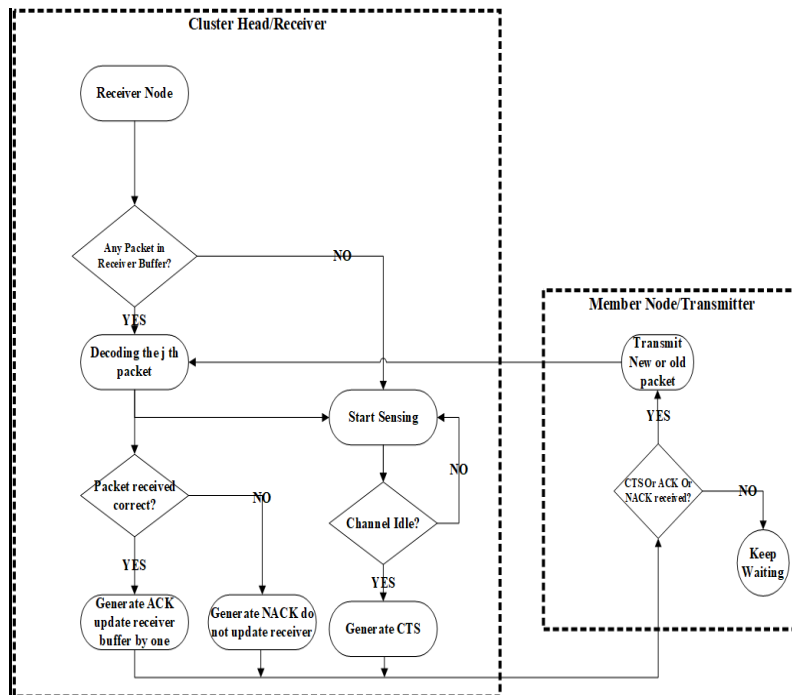 Cluster Head/Receiver
Receiver Node
Any Packet in
Receiver Buffer?
NO
YES
Decoding the j th
packet
Start Sensing
NO
Packet received
correct?
NO
Channel Idle?
YES
YES
Generate ACK
update receiver
buffer by one
Generate NACK do
not update receiver
Generate CTS
Member Node/Transmitter
Transmit
New or old
packet
YES
CTS Or ACK Or
NACK received?
NO
Keep
Waiting